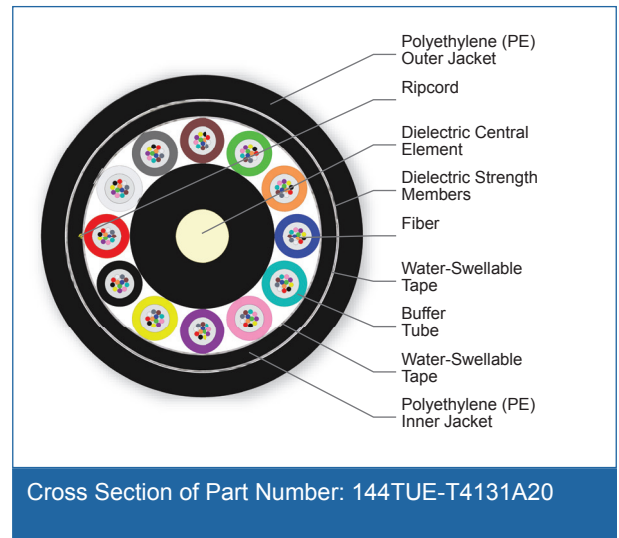 Polyethylene (PE)
Outer Jacket
Ripcord
Dielectric Central
Element
Dielectric Strength
Members
Fiber
Water-Swellable
Tape
Buffer
Tube
Water-Swellable
Tape
Polyethylene (PE)
Inner Jacket
Cross Section of Part Number: 144TUE-T4131A20